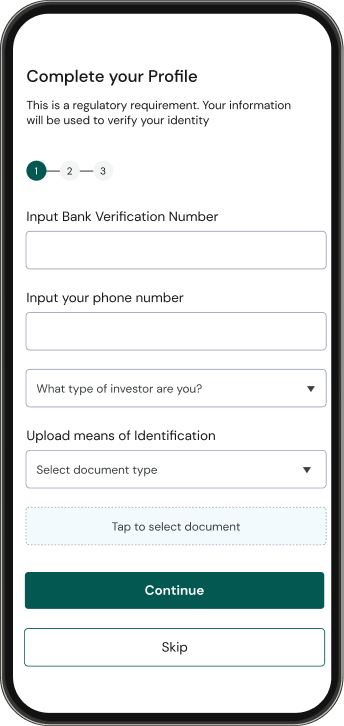 Complete your Profile
This is a regulatory requirement. Your information
will be used to verify your identity
1 2 3
Input Bank Verification Number
Input your phone number
What type of investor are you?
Upload means of Identification
Select document type
Tap to select document
Continue
Skip